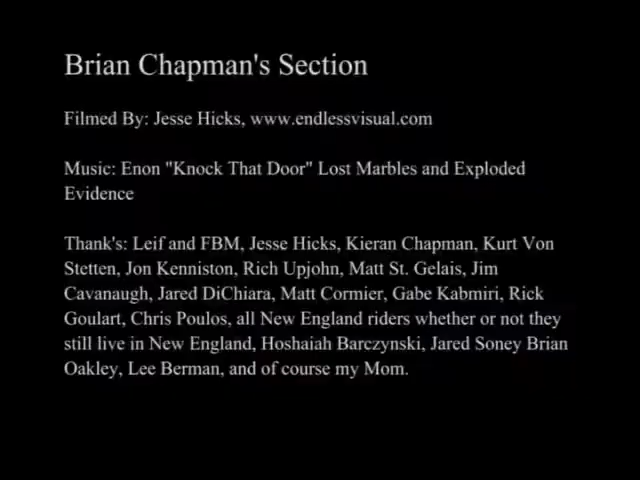 Brian Chapman's Section
Filmed By: Jesse Hicks, www.endlessvisual.com
Music: Enon "Knock That Door" Lost Marbles and Exploded
Evidence
Thank's: Leif and FBM, Jesse Hicks, Kieran Chapman, Kurt Von
Stetten, Jon Kenniston, Rich Upjohn, Matt St. Gelais, Jim
Cavanaugh, Jared DiChiara, Matt Cormier, Gabe Kabmiri, Rick
Goulart, Chris Poulos, all New England riders whether or not they
still live in New England, Hoshaiah Barczynski, Jared Soney Brian
Oakley, Lee Berman, and of course my Mom.